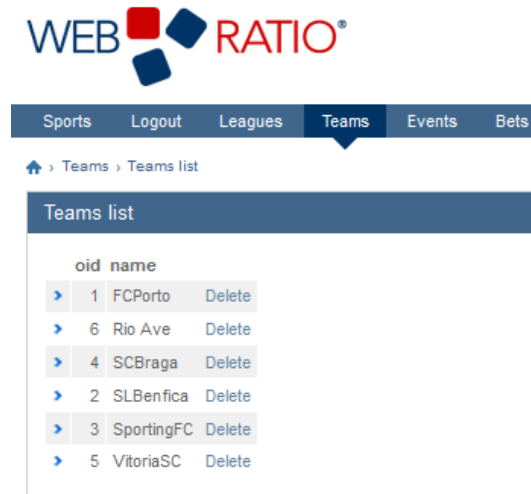 WEB RATIO®
Sports Logout Leagues Teams Events Bets
› Teams › Teams list
Teams list
oid name
1 FCPorto Delete
6 Rio Ave Delete
4 SCBraga Delete
2 SLBenfica Delete
3 SportingFC Delete
5 VitoriaSC Delete